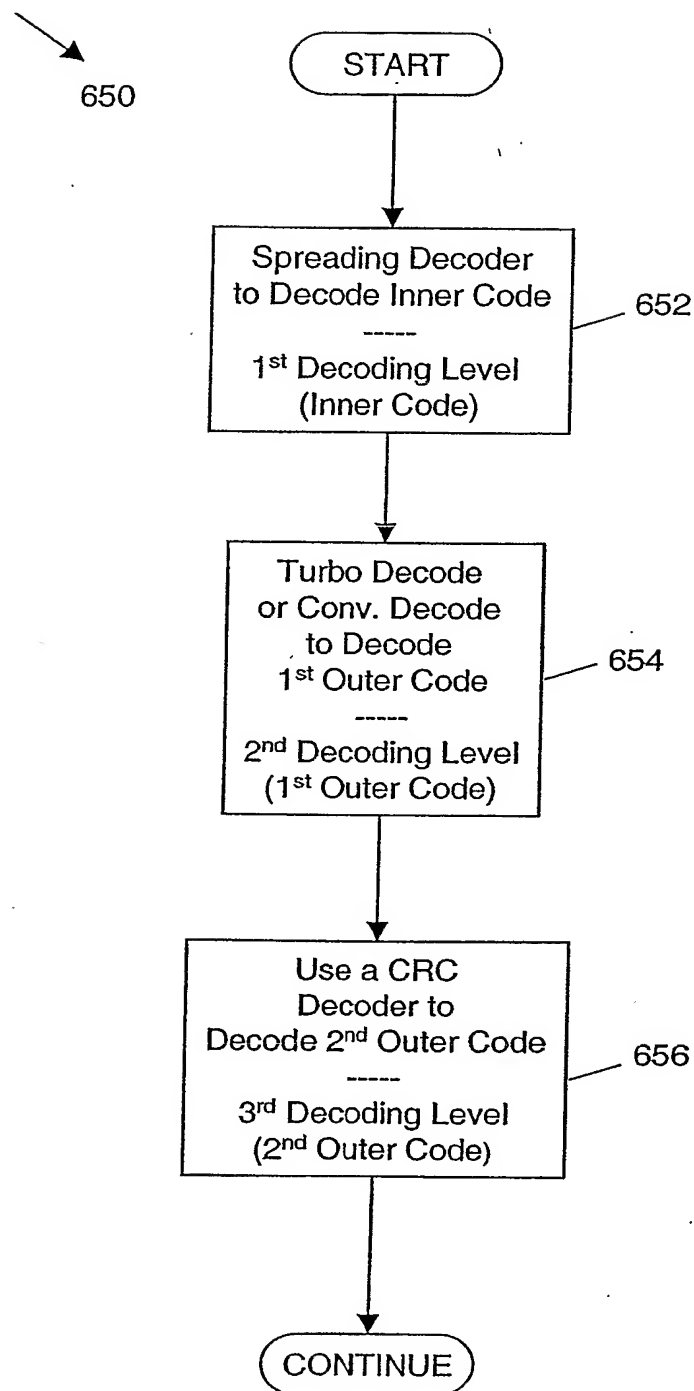 650
START
Spreading Decoder
to Decode Inner Code
-----
1st Decoding Level
(Inner Code)
652
Turbo Decode
or Conv. Decode
to Decode
1st Outer Code
-----
2nd Decoding Level
(1st Outer Code)
654
Use a CRC
Decoder to
Decode 2nd Outer Code
-----
3rd Decoding Level
(2nd Outer Code)
656
CONTINUE